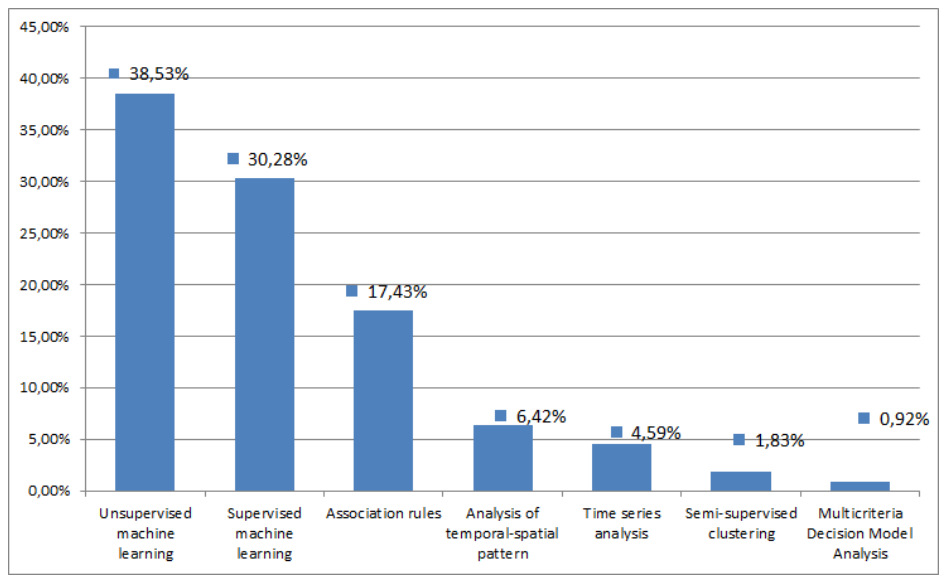 45,00%
40,00%
35,00%
30,00%
25,00%
20,00%
15,00%
10,00%
5,00%
0,00%
38,53%
30,28%
17,43%
6,42%
4,59%
1,83%
0,92%
Unsupervised
machine
learning
Supervised
machine
learning
Association rules
Analysis of
temporal-spatial
pattern
Time series
analysis
Semi-supervised
clustering
Multicriteria
Decision Model
Analysis